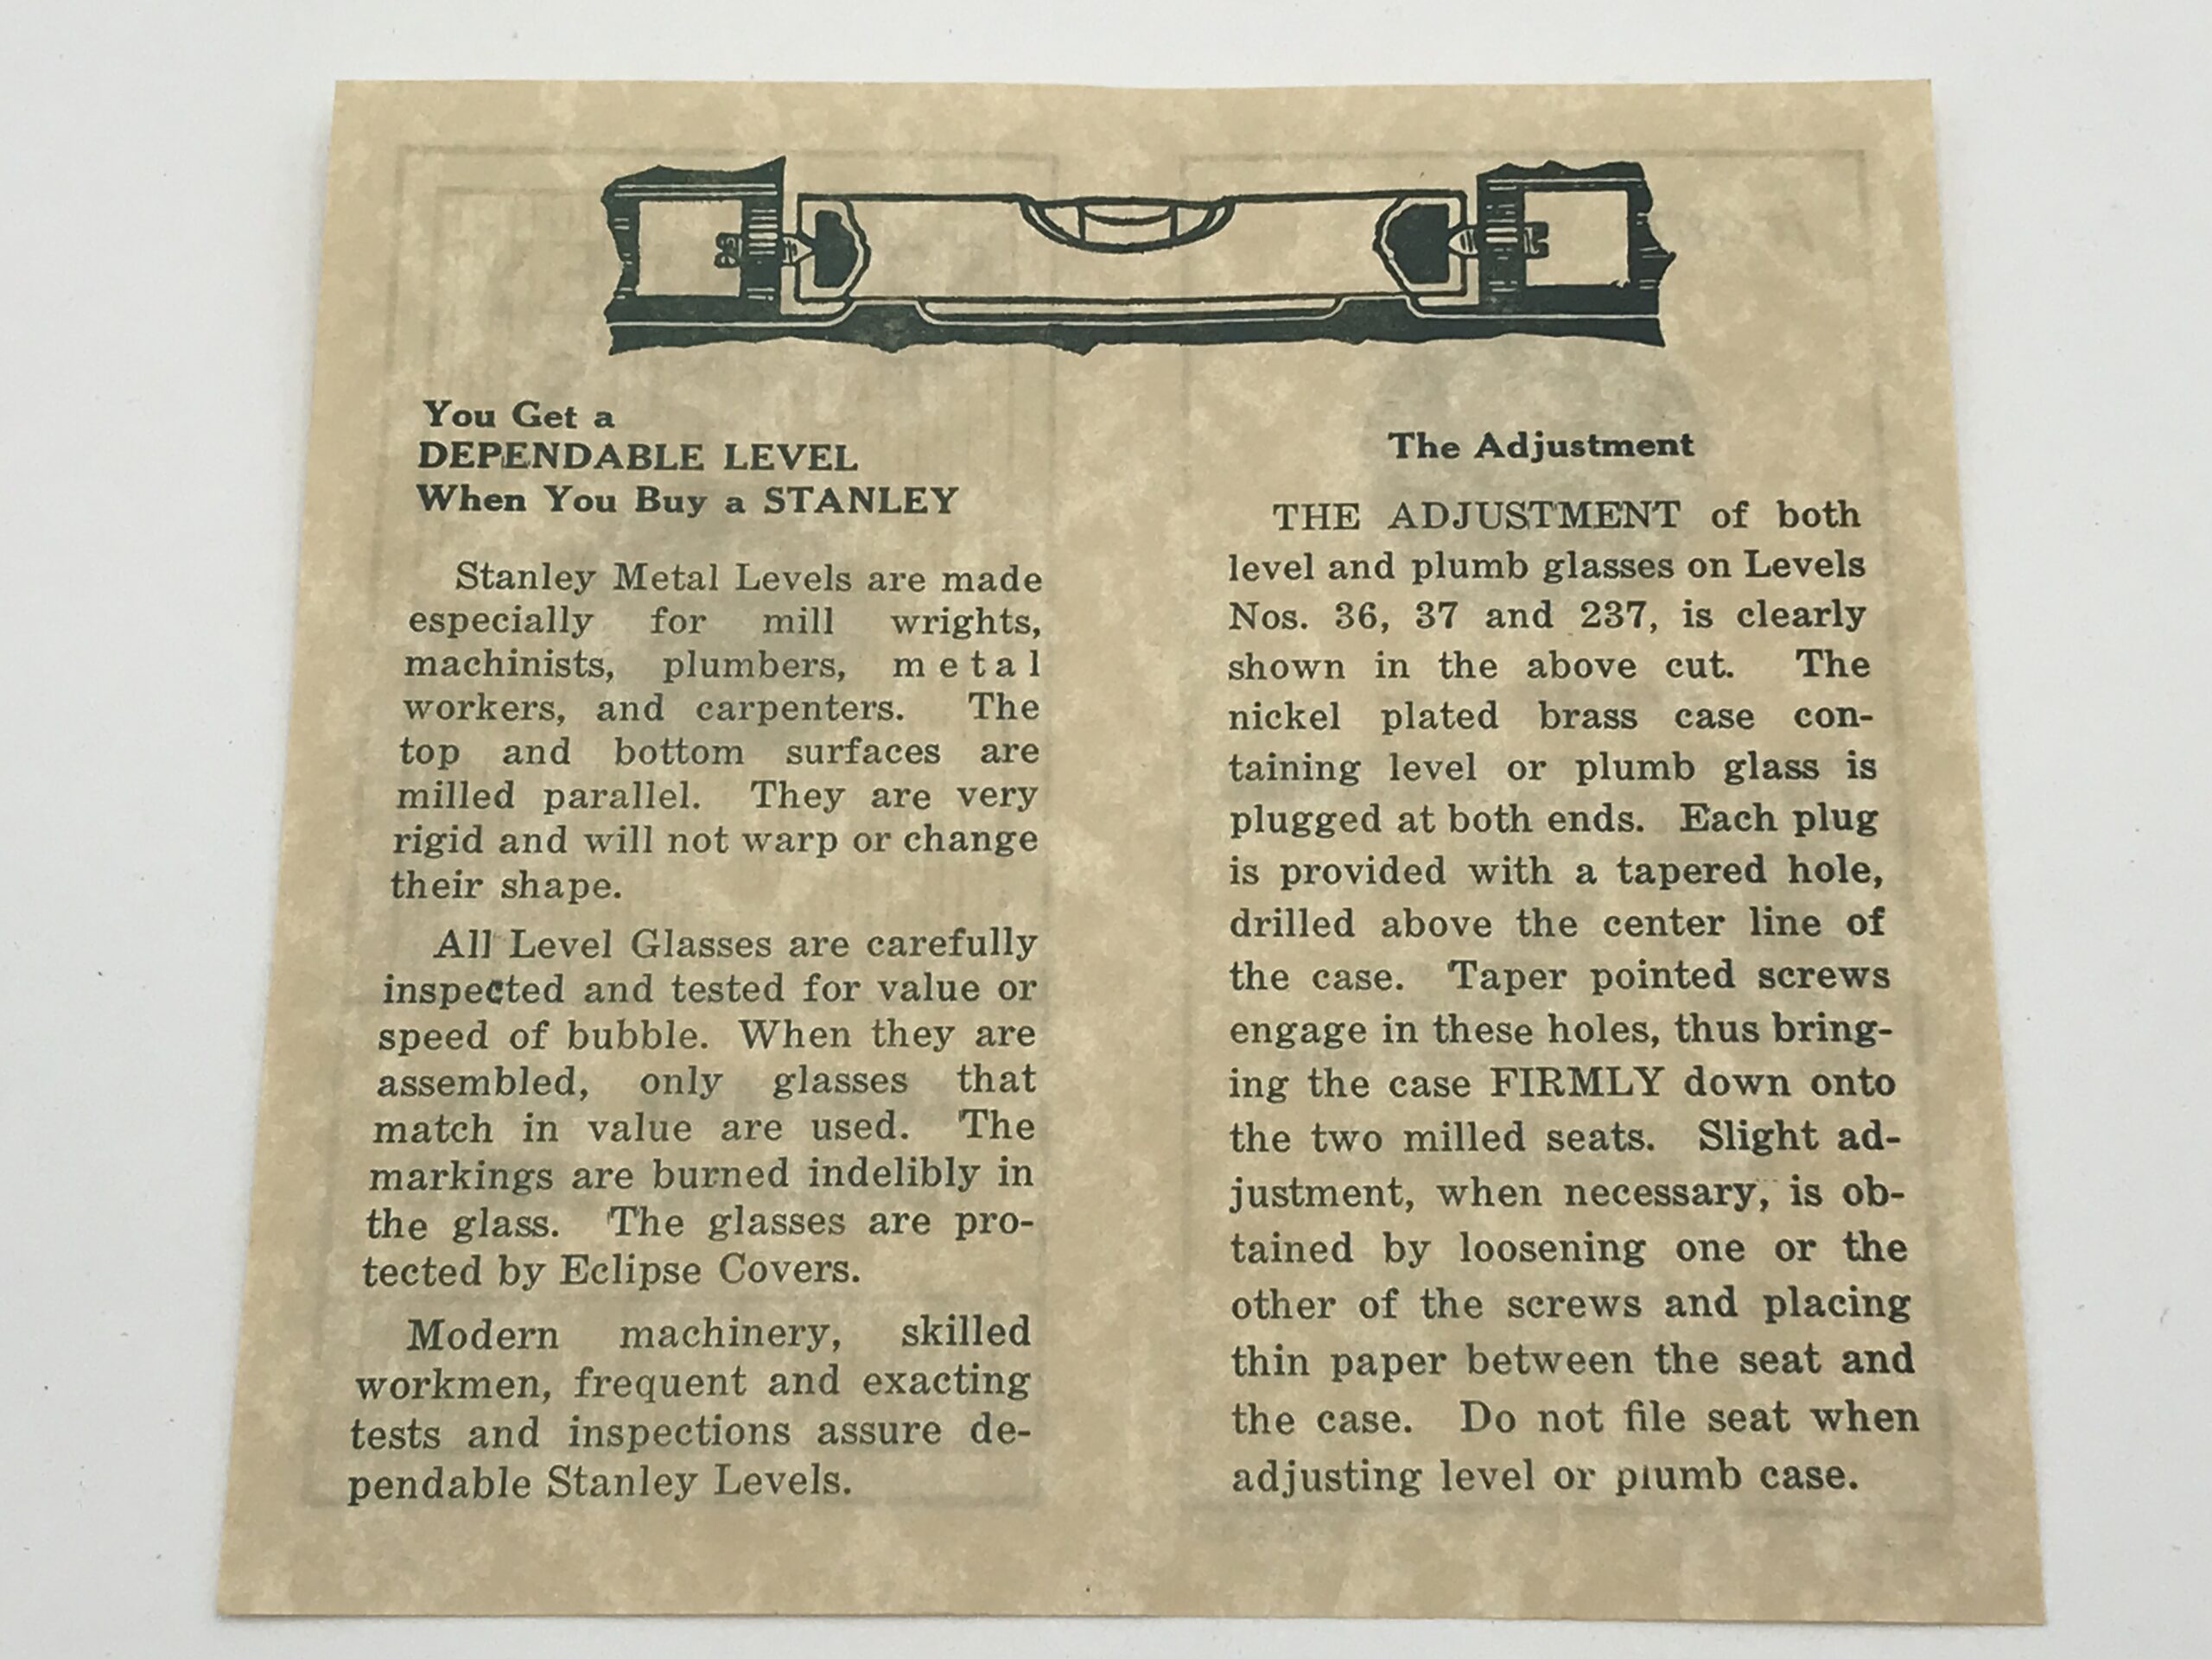 You Get a
DEPENDABLE LEVEL
When You Buy a STANLEY
Stanley Metal Levels are made
especially for mill wrights,
machinists, plumbers, metal
workers, and carpenters. The
top and bottom surfaces are
milled parallel. They are very
rigid and will not warp or change
their shape.
All Level Glasses are carefully
inspected and tested for value or
speed of bubble. When they are
assembled, only glasses that
match in value are used. The
markings are burned indelibly in
the glass. The glasses are pro-
tected by Eclipse Covers.
Modern machinery, skilled
workmen, frequent and exacting
tests and inspections assure de-
pendable Stanley Levels.
The Adjustment
THE ADJUSTMENT of both
level and plumb glasses on Levels
Nos. 36, 37 and 237, is clearly
shown in the above cut. The
nickel plated brass case con-
taining level or plumb glass is
plugged at both ends. Each plug
is provided with a tapered hole,
drilled above the center line of
the case. Taper pointed screws
engage in these holes, thus bring-
ing the case FIRMLY down onto
the two milled seats. Slight ad-
justment, when necessary, is ob-
tained by loosening one or the
other of the screws and placing
thin paper between the seat and
the case. Do not file seat when
adjusting level or plumb case.